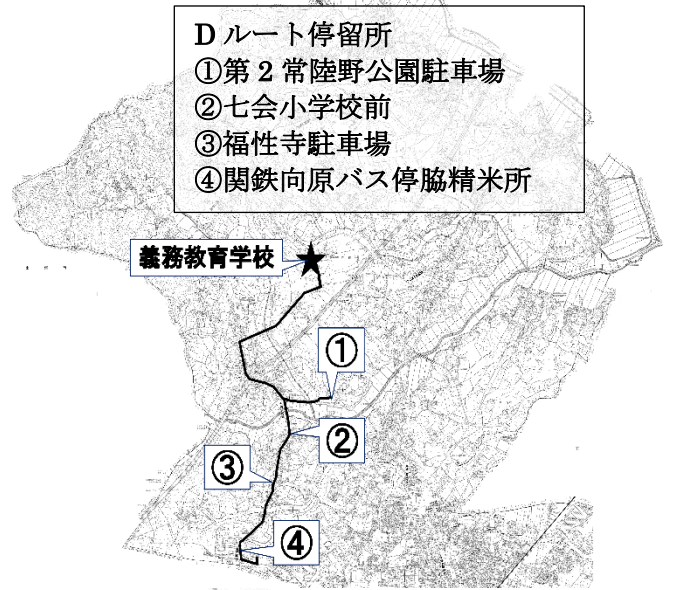 D ルート停留所
①第2常陸野公園駐車場
②七会小学校前
③福性寺駐車場
④関鉄向原バス停脇精米所
義務教育学校
①
②
③
④